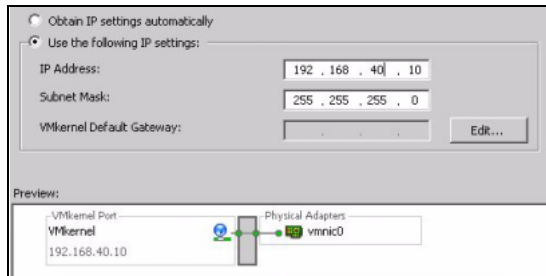 Obtain IP settings automatically
Use the following IP settings:
IP Address: 192 . 168 . 40 . 10
Subnet Mask: 255 . 255 . 255 . 0
VMkernel Default Gateway: . . . Edit...
Preview:
VMkernel Port Physical Adapters
VMkernel vmnic0
192.168.40.10